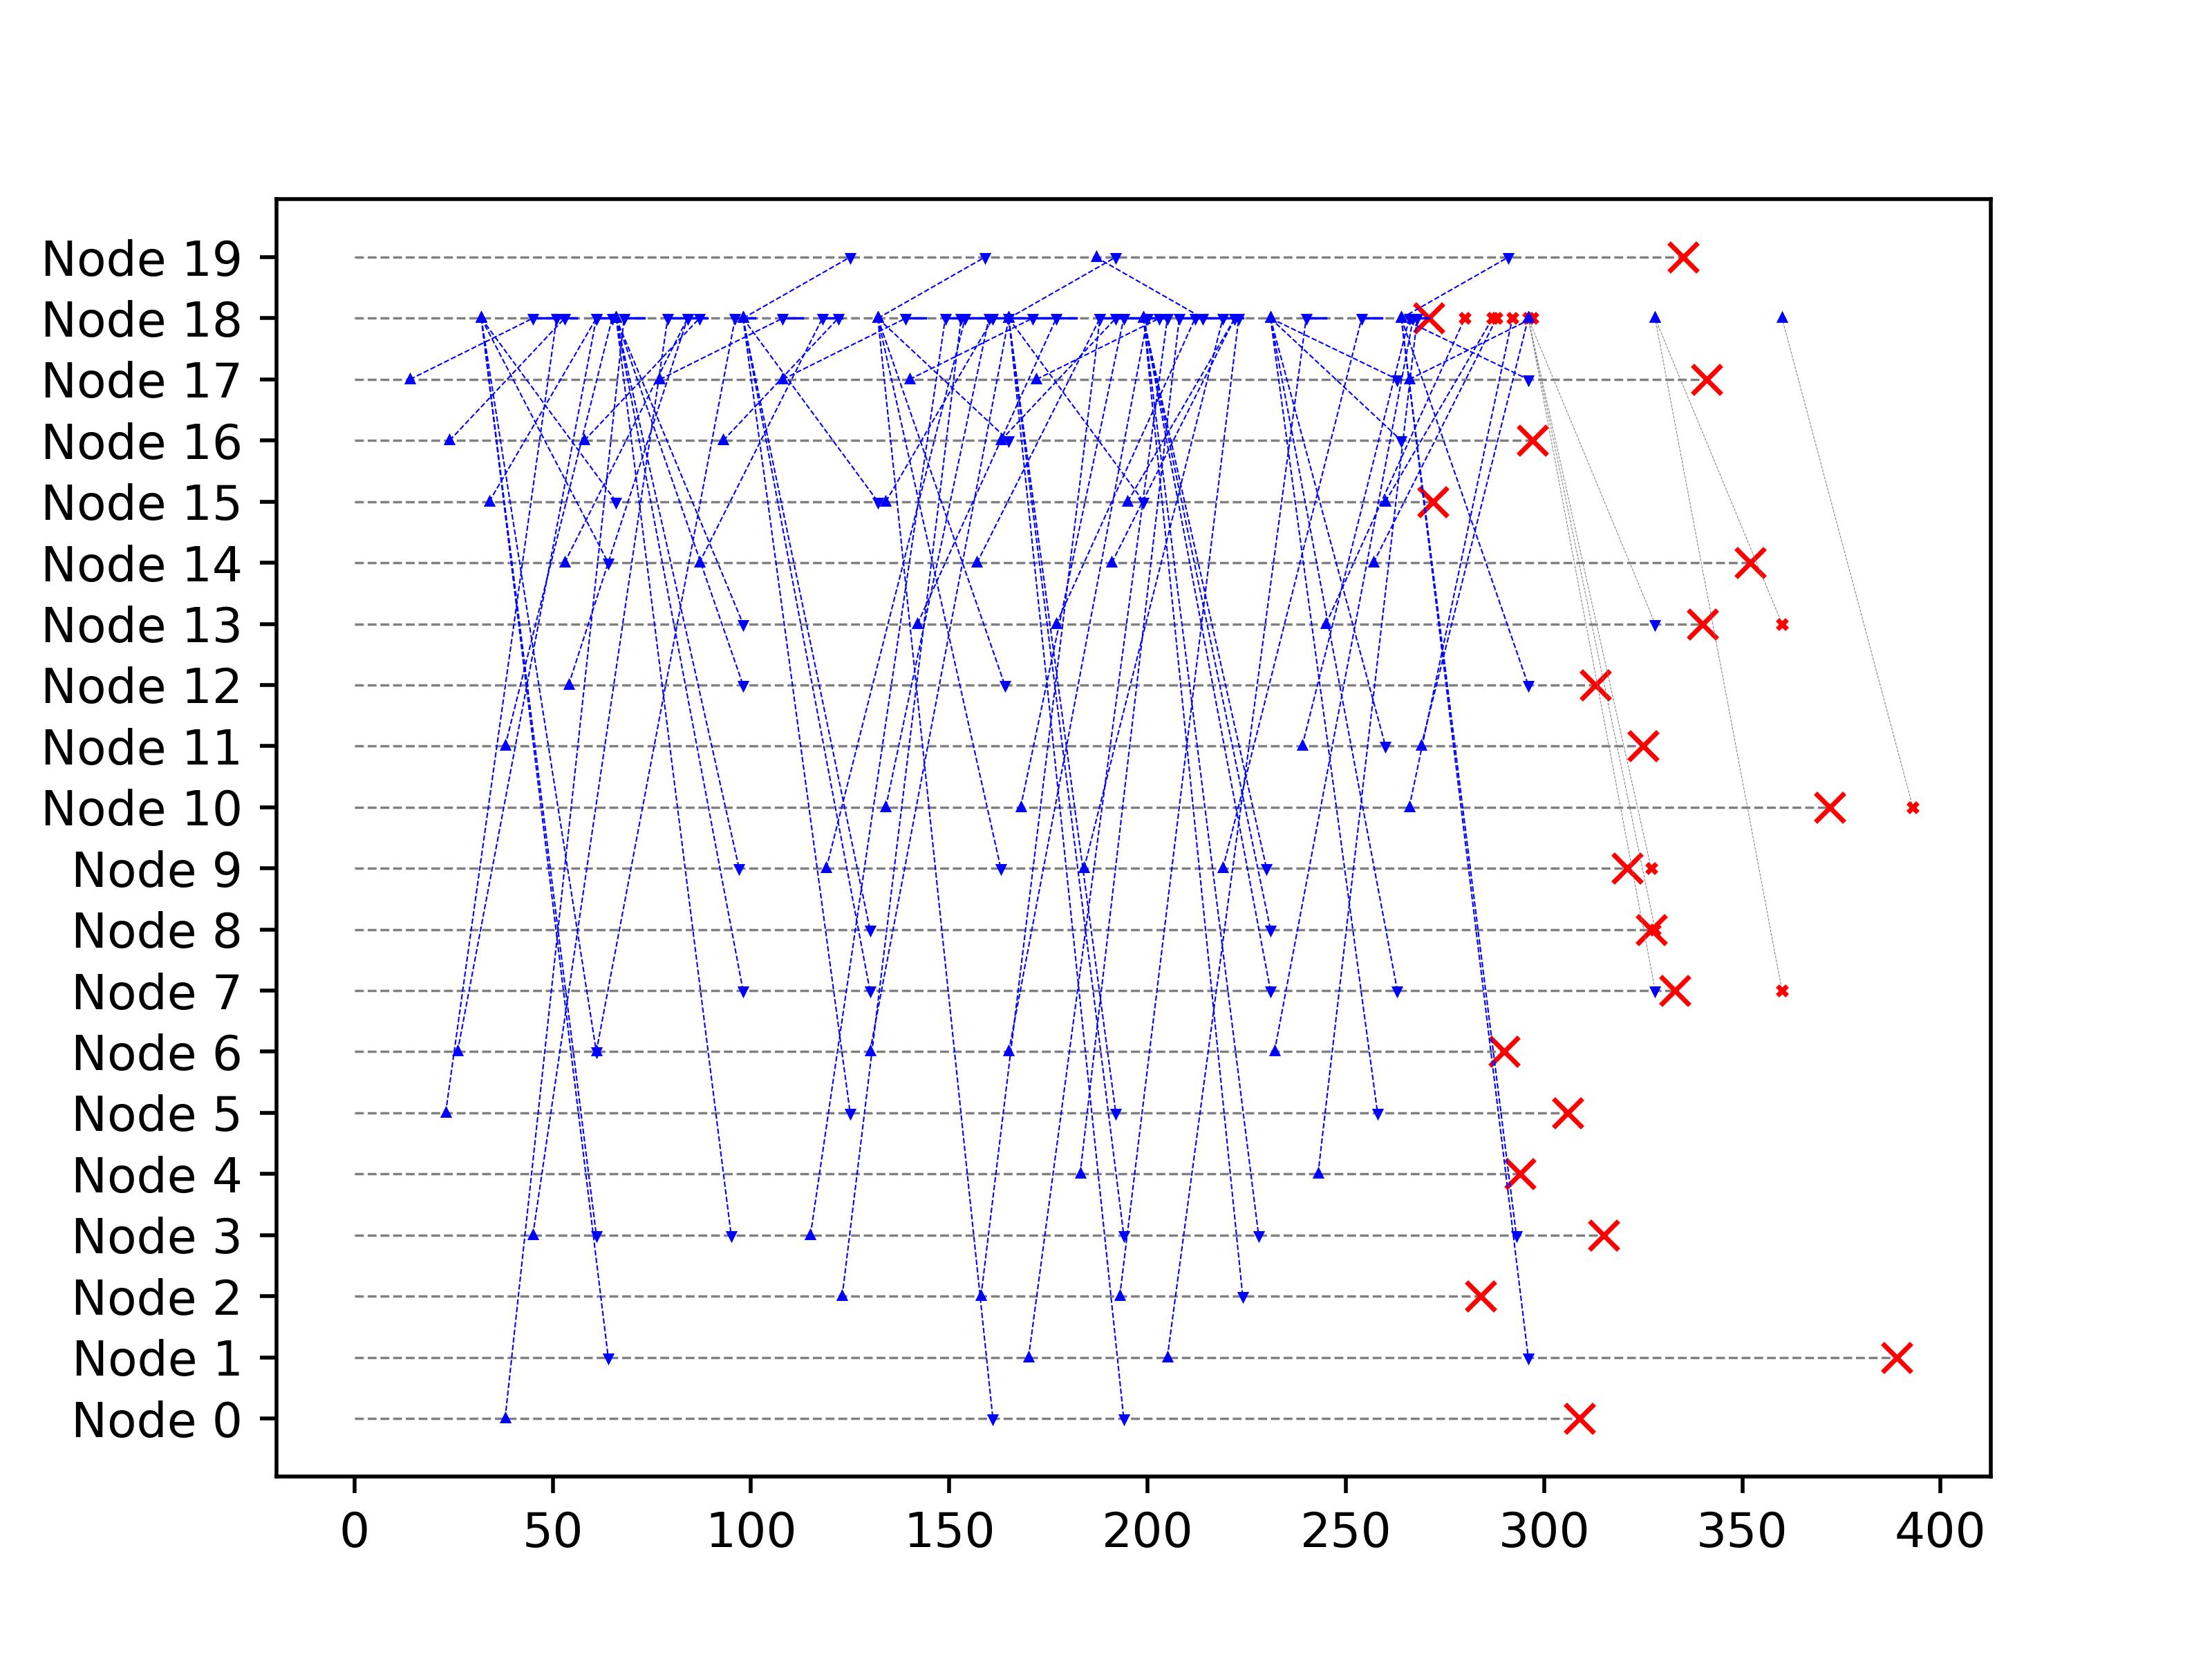 Node 19
Node 18
Node 17
Node 16
Node 15
Node 14
Node 13
Node 12
Node 11
Node 10
Node 9
Node 8
Node 7
Node 6
Node 5
Node 4
Node 3
Node 2
Node 1
Node 0
0 50 100 150 200 250 300 350 400